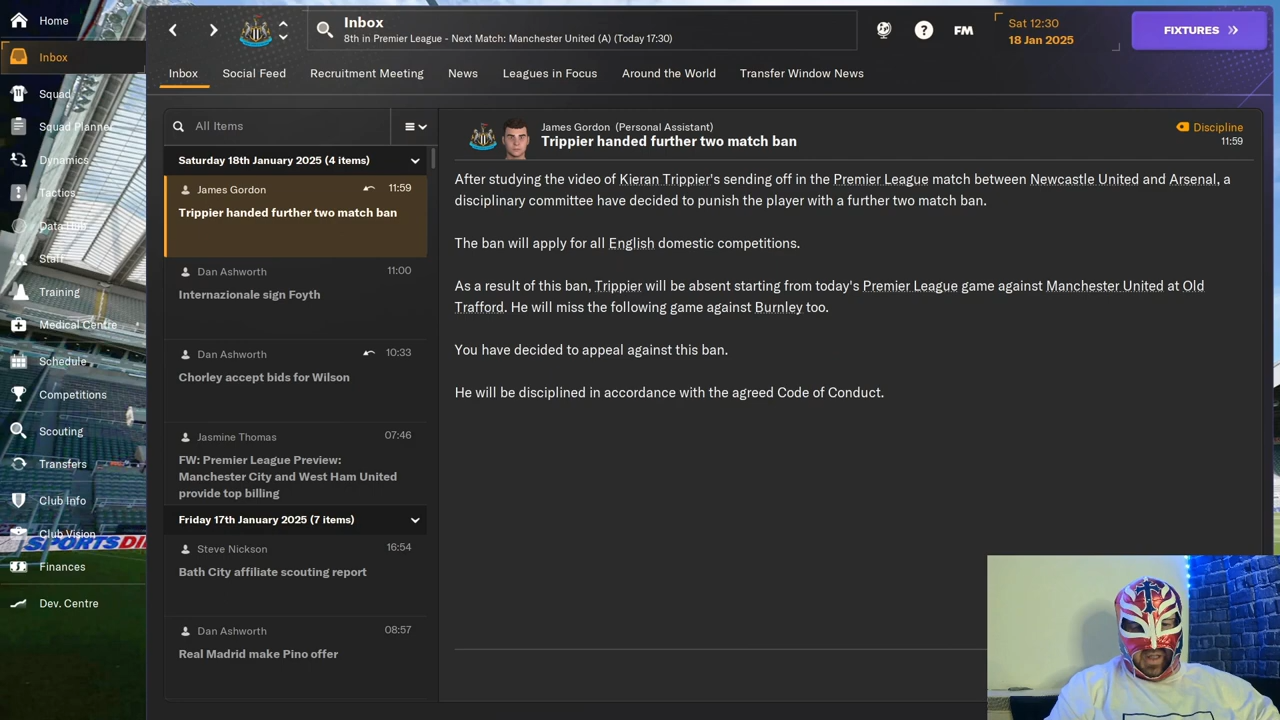 Home
Inbox
Squad
Squad Planner
Dynamics
Tactics
Data Hub
Staff
Training
Medical Centre
Schedule
Competitions
Scouting
Transfers
Club Info
Club Vision
SPORTS DI
Finances
Dev. Centre
Inbox
8th in Premier League - Next Match: Manchester United (A) (Today 17:30)
FM
Sat 12:30
18 Jan 2025
FIXTURES
Inbox
Social Feed
Recruitment Meeting
News
Leagues in Focus
Around the World
Transfer Window News
All Items
Saturday 18th January 2025 (4 items)
James Gordon
11:59
Trippier handed further two match ban
Dan Ashworth
11:00
Internazionale sign Foyth
Dan Ashworth
10:33
Chorley accept bids for Wilson
Jasmine Thomas
07:46
FW: Premier League Preview:
Manchester City and West Ham United
provide top billing
Friday 17th January 2025 (7 items)
Steve Nickson
16:54
Bath City affiliate scouting report
Dan Ashworth
08:57
Real Madrid make Pino offer
James Gordon (Personal Assistant)
Trippier handed further two match ban
Discipline
11:59
After studying the video of Kieran Trippier's sending off in the Premier League match between Newcastle United and Arsenal, a
disciplinary committee have decided to punish the player with a further two match ban.
The ban will apply for all English domestic competitions.
As a result of this ban, Trippier will be absent starting from today's Premier League game against Manchester United at Old
Trafford. He will miss the following game against Burnley too.
You have decided to appeal against this ban.
He will be disciplined in accordance with the agreed Code of Conduct.